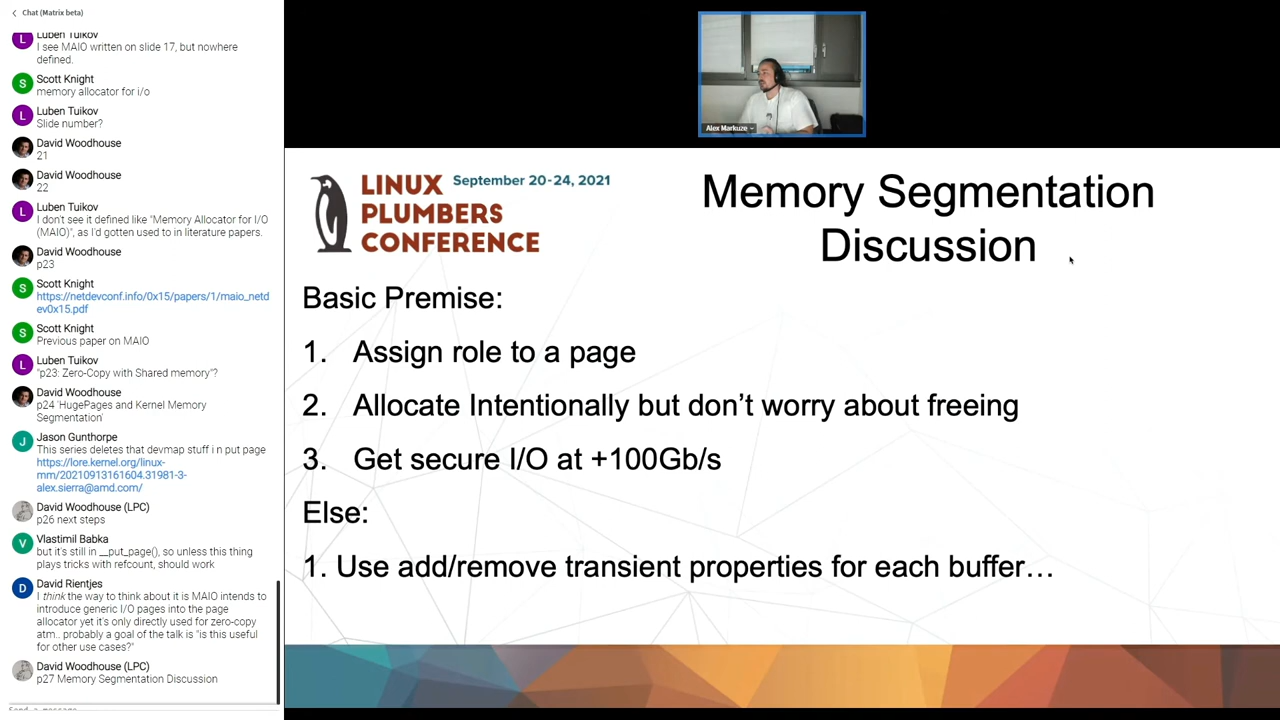 Chat (Matrix beta)
Luben Tuikov
I see MAIO written on slide 17, but nowhere
defined.
S
Scott Knight
memory allocator for i/o
L
Luben Tuikov
Slide number?
David Woodhouse
21
David Woodhouse
22
L
Luben Tuikov
I don't see it defined like "Memory Allocator for I/O
(MAIO)", as I'd gotten used to in literature papers.
David Woodhouse
p23
S
Scott Knight
https://netdevconf.info/0x15/papers/1/maio_netd
ev0x15.pdf
S
Scott Knight
Previous paper on MAIO
L
Luben Tuikov
"p23: Zero-Copy with Shared memory"?
David Woodhouse
p24 'HugePages and Kernel Memory
Segmentation'
J
Jason Gunthorpe
This series deletes that devmap stuff i n put page
https://lore.kernel.org/linux-
mm/20210913161604.31981-3-
alex.sierra@amd.com/
David Woodhouse (LPC)
p26 next steps
V
Vlastimil Babka
but it's still in __put_page(), so unless this thing
plays tricks with refcount, should work
D
David Rientjes
I think the way to think about it is MAIO intends to
introduce generic I/O pages into the page
allocator yet it's only directly used for zero-copy
atm.. probably a goal of the talk is "is this useful
for other use cases?"
David Woodhouse (LPC)
p27 Memory Segmentation Discussion
Send a message
Alex Markuze
LINUX
PLUMBERS
CONFERENCE
September 20-24, 2021
Memory Segmentation
Discussion
Basic Premise:
1. Assign role to a page
2. Allocate Intentionally but don’t worry about freeing
3. Get secure I/O at +100Gb/s
Else:
1. Use add/remove transient properties for each buffer…